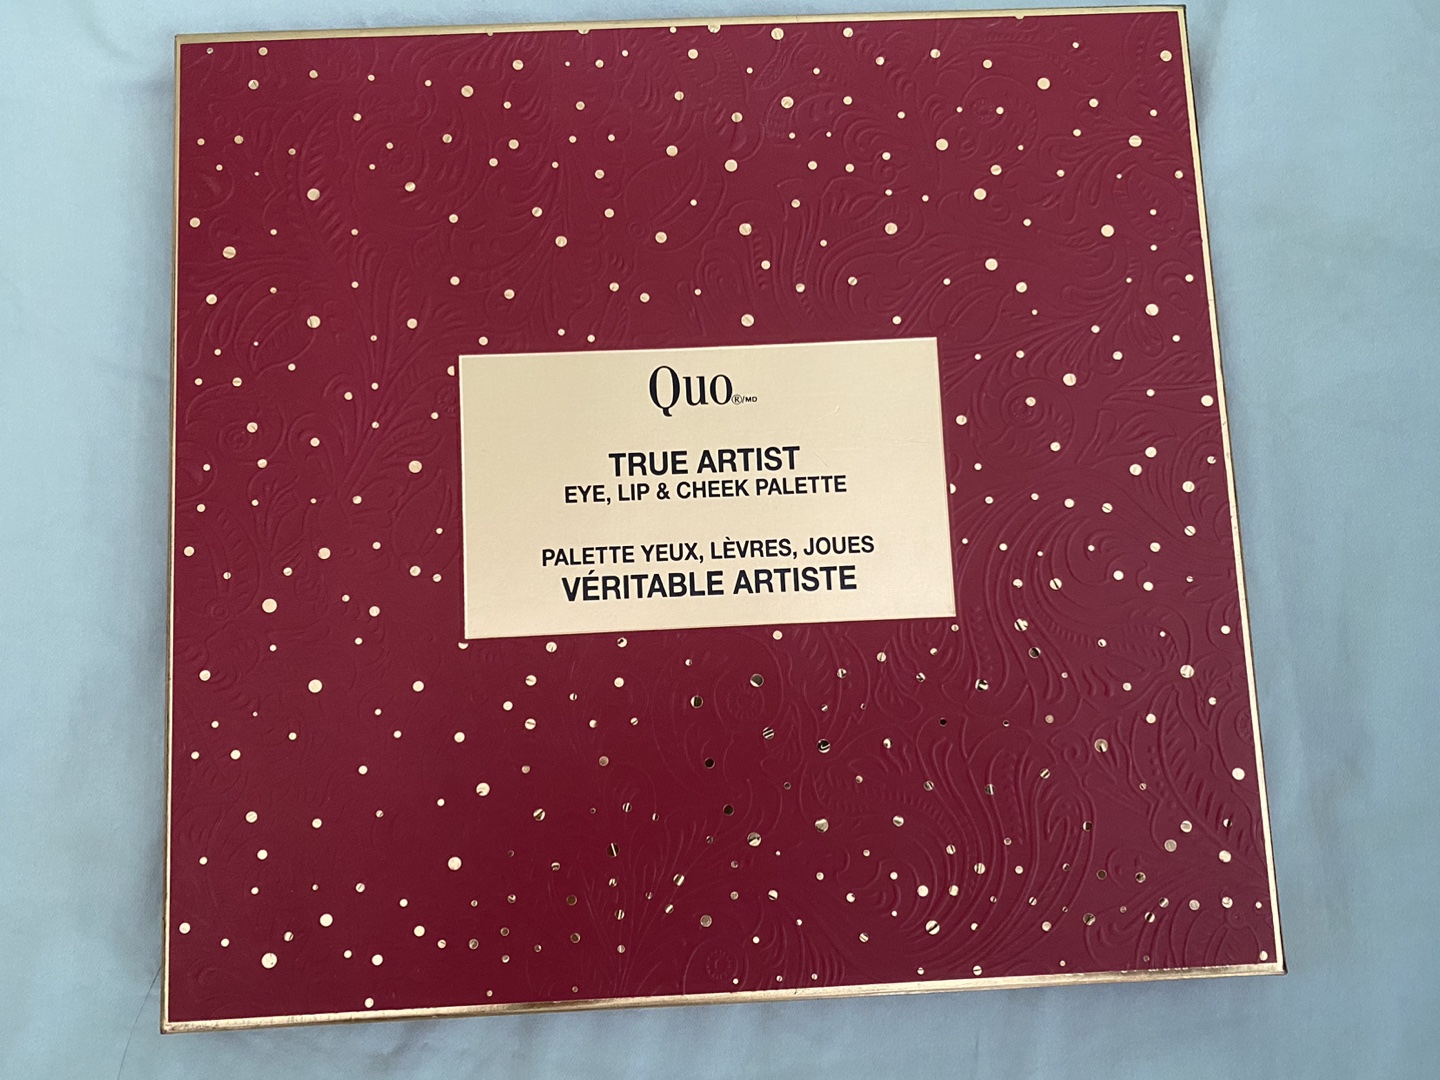 Quo®/MD
TRUE ARTIST
EYE, LIP & CHEEK PALETTE
PALETTE YEUX, LÈVRES, JOUES
VÉRITABLE ARTISTE